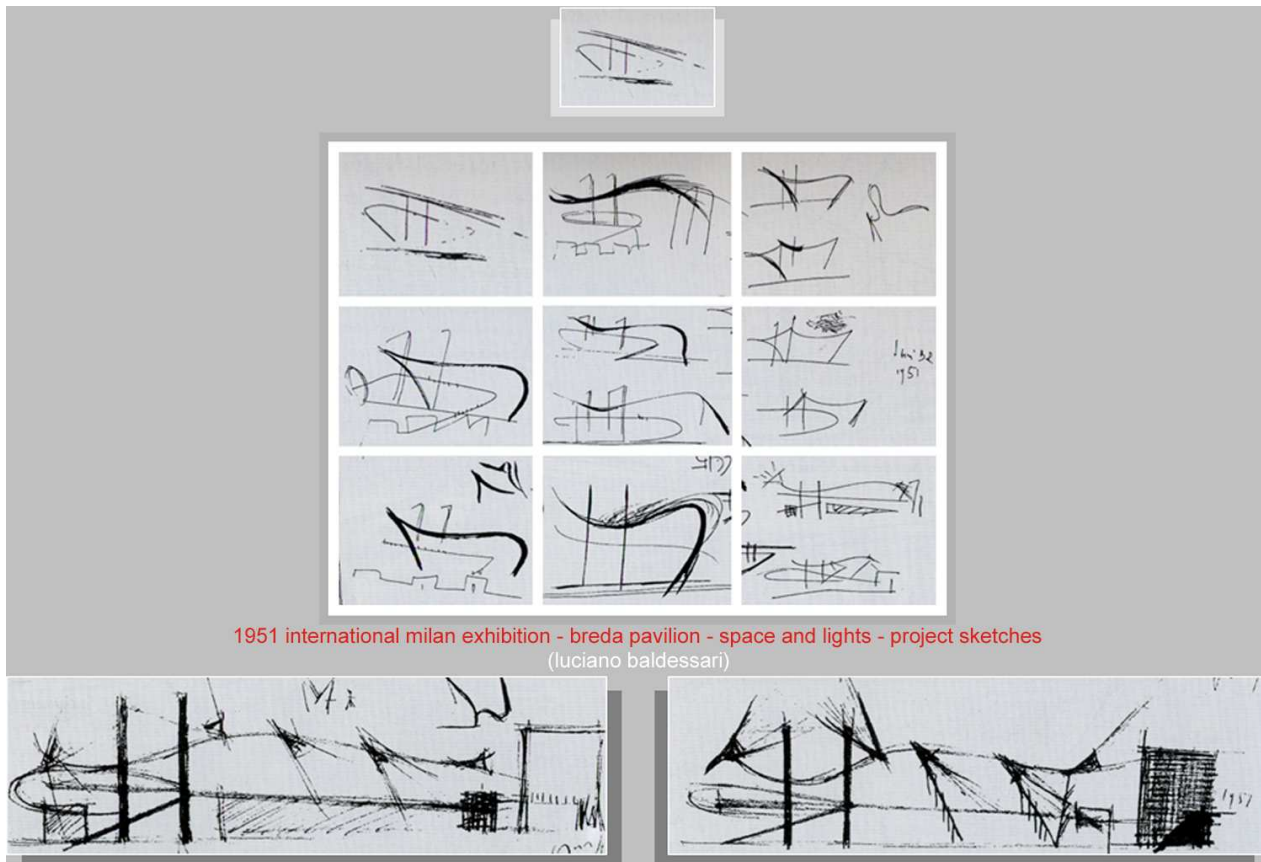 1951
1951 international milan exhibition - breda pavilion - space and lights - project sketches
(luciano baldessari)
1951